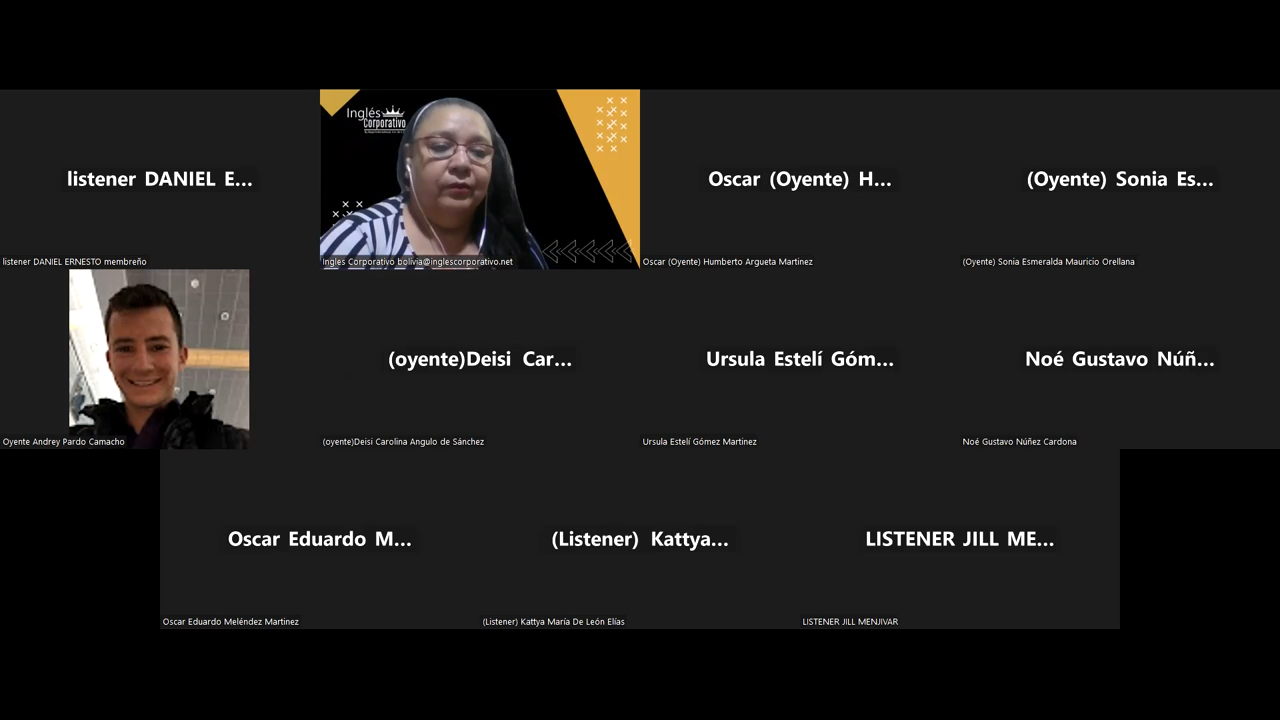 listener DANIEL E...
listener DANIEL ERNESTO membreño
Inglés
Corporativo
Ingles Corporativo bolivia@inglescorporativo.net
Oscar (Oyente) H...
Oscar (Oyente) Humberto Argueta Martinez
(Oyente) Sonia Es...
(Oyente) Sonia Esmeralda Mauricio Orellana
Oyente Andrey Pardo Camacho
(oyente)Deisi Car...
(oyente)Deisi Carolina Angulo de Sánchez
Ursula Estelí Góm...
Ursula Estelí Gómez Martinez
Noé Gustavo Núñ...
Noé Gustavo Núñez Cardona
Oscar Eduardo M...
Oscar Eduardo Meléndez Martinez
(Listener) Kattya...
(Listener) Kattya María De León Elías
LISTENER JILL ME...
LISTENER JILL MENJIVAR